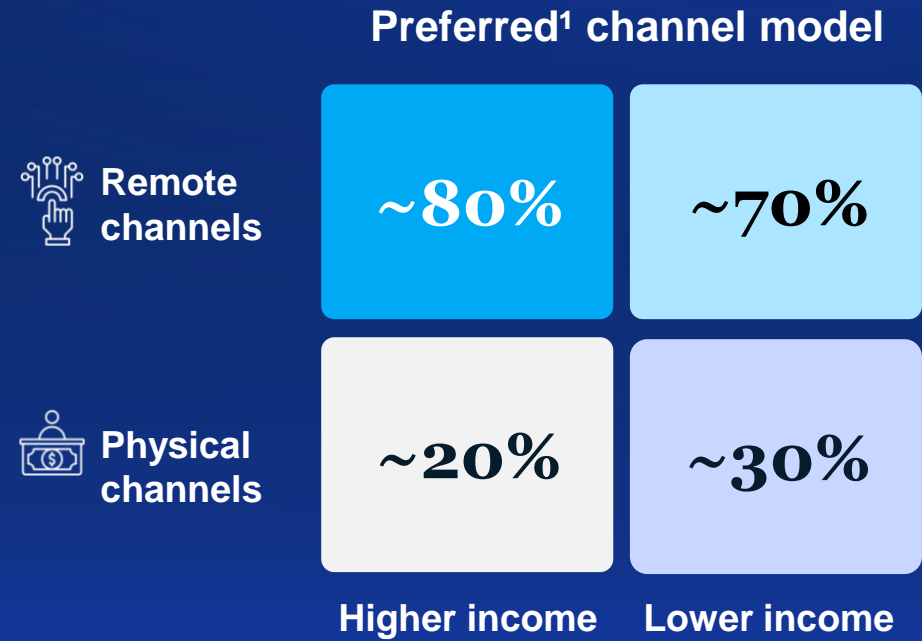 Preferred¹ channel model
Remote
channels
~80%
~70%
Physical
channels
~20%
~30%
Higher income
Lower income